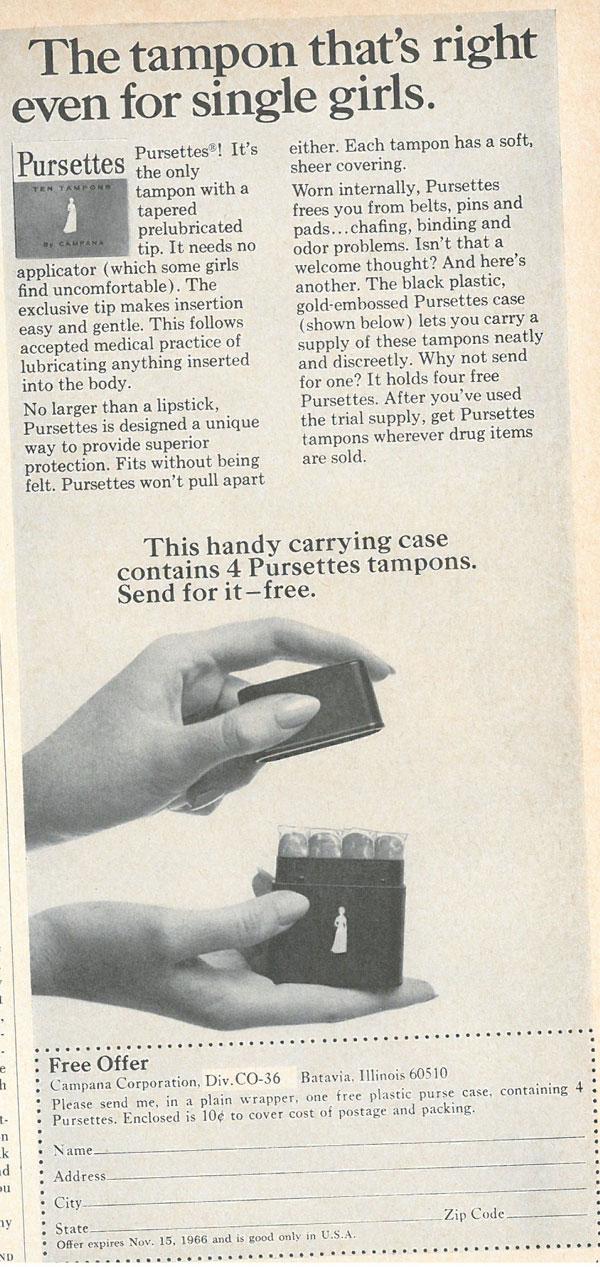 The tampon that's right
even for single girls.
Pursettes
TEN TAMPONS
By CAMPANA
Pursettes®! It's
the only
tampon with a
tapered
prelubricated
tip. It needs no
applicator (which some girls
find uncomfortable). The
exclusive tip makes insertion
easy and gentle. This follows
accepted medical practice of
lubricating anything inserted
into the body.
No larger than a lipstick,
Pursettes is designed a unique
way to provide superior
protection. Fits without being
felt. Pursettes won't pull apart
either. Each tampon has a soft,
sheer covering.
Worn internally, Pursettes
frees you from belts, pins and
pads...chafing, binding and
odor problems. Isn't that a
welcome thought? And here's
another. The black plastic,
gold-embossed Pursettes case
(shown below) lets you carry a
supply of these tampons neatly
and discreetly. Why not send
for one? It holds four free
Pursettes. After you've used
the trial supply, get Pursettes
tampons wherever drug items
are sold.
This handy carrying case
contains 4 Pursettes tampons.
Send for it–free.
Free Offer
Campana Corporation, Div.CO-36 Batavia, Illinois 60510
Please send me, in a plain wrapper, one free plastic purse case, containing 4
Pursettes. Enclosed is 10¢ to cover cost of postage and packing.
Name
Address
City
State Zip Code
Offer expires Nov. 15, 1966 and is good only in U.S.A.